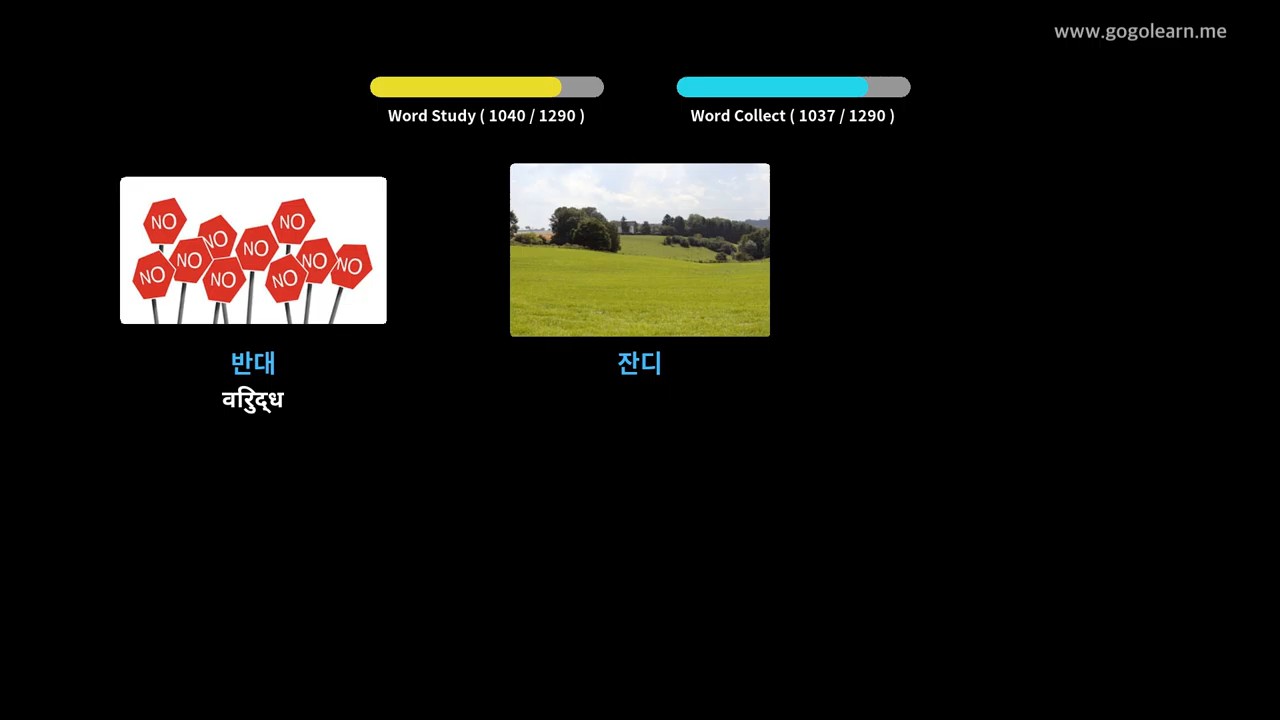 www.gogolearn.me
Word Study ( 1040 / 1290 )
Word Collect ( 1037 / 1290 )
NO
NO
NO
NO
NO
NO
NO
NO
NO
NO
반대
잔디
विरुद्ध